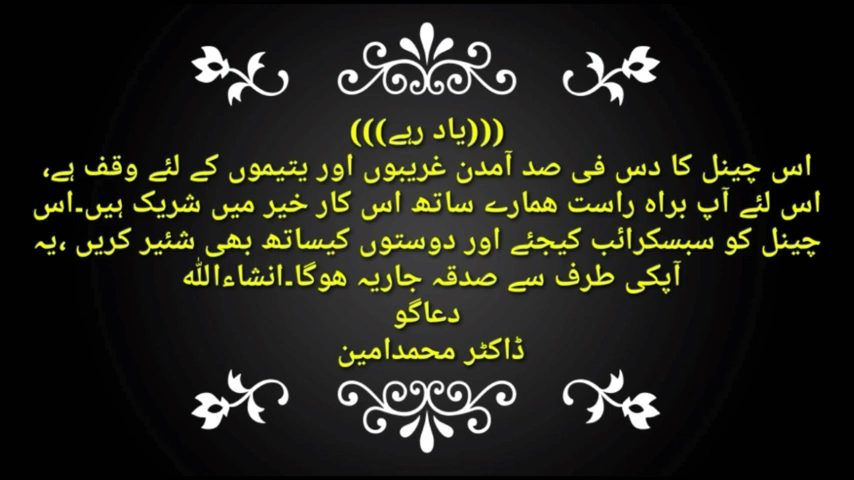 (((یاد رہے)))
اس چینل کا دس فی صد آمدن غریبوں اور یتیموں کے لئے وقف ہے،
اس لئے آپ براہ راست ھمارے ساتھ اس کار خیر میں شریک ہیں۔اس
چینل کو سبسکرائب کیجئے اور دوستوں کیساتھ بھی شئیر کریں ،یہ
آپکی طرف سے صدقہ جاریہ ھوگا۔انشاءاللہ
دعاگو
ڈاکٹر محمدامین